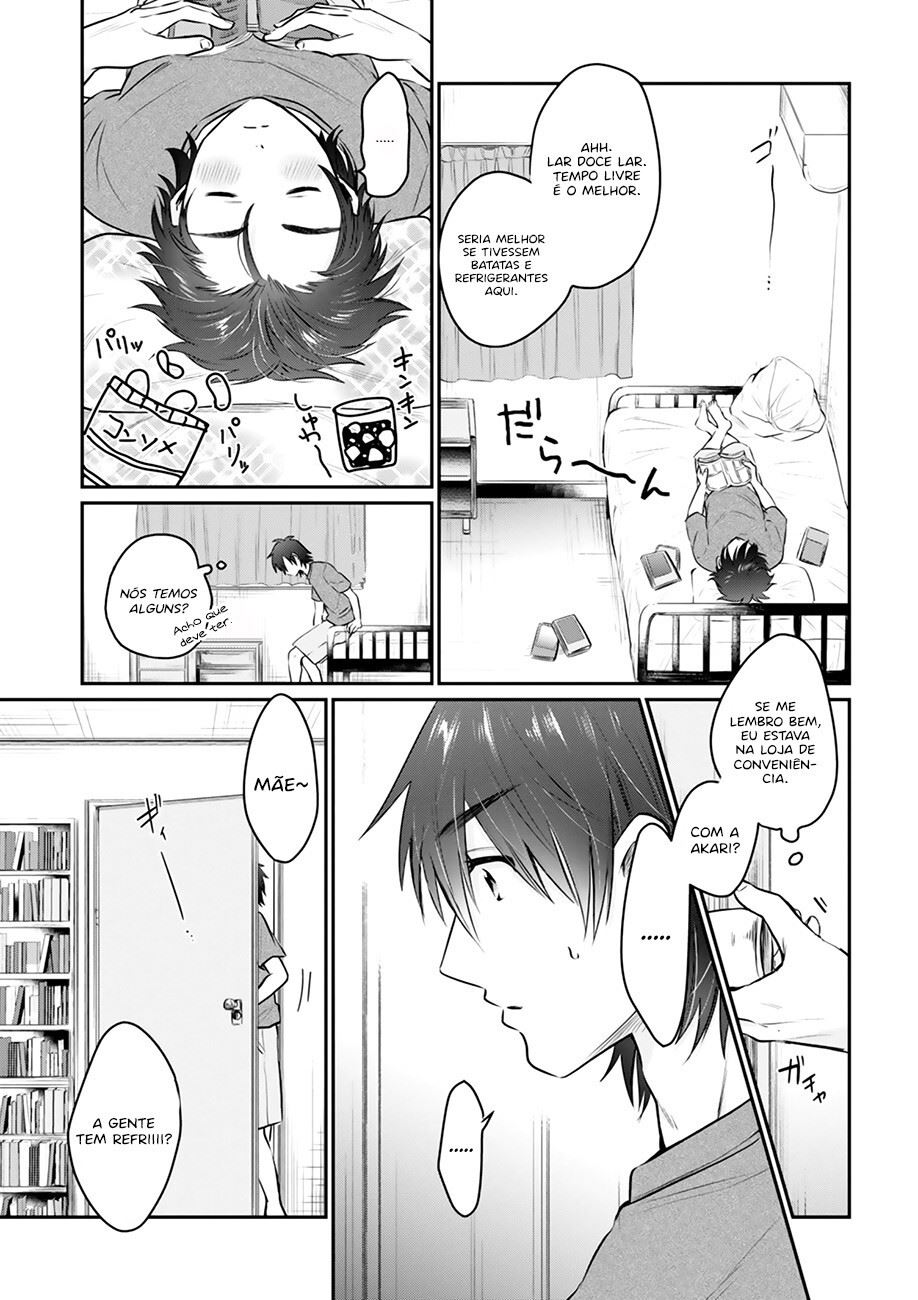 AHH.
LAR DOCE LAR.
TEMPO LIVRE
É O MELHOR.
SERIA MELHOR
SE TIVESSEM
BATATAS E
REFRIGERANTES
AQUI.
だら〜〜ん
......
パリッ
パリッ
コンソメ
しゅわ〜
キンキン
NÓS TEMOS
ALGUNS?
Acho que
deve ter.
SE ME
LEMBRO BEM,
EU ESTAVA
NA LOJA DE
CONVENIÊN-
CIA.
COM A
AKARI?
ガチャ
......
......
MÃE~
A GENTE
TEM REFRIIII?